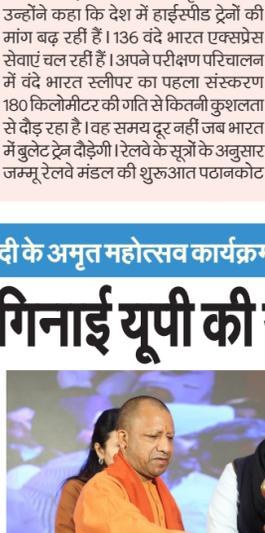 उन्होंने कहा कि देश में हाईस्पीड ट्रेनों की
मांग बढ़ रहीं हैं। 136 वंदे भारत एक्सप्रेस
सेवाएं चल रहीं हैं। अपने परीक्षण परिचालन
में वंदे भारत स्लीपर का पहला संस्करण
180 किलोमीटर की गति से कितनी कुशलता
से दौड़ रहा है। वह समय दूर नहीं जब भारत
में बुलेट ट्रेन दौड़ेगी। रेलवे के सूत्रों के अनुसार
जम्मू रेलवे मंडल की शुरूआत पठानकोट
दी के अमृत महोत्सव कार्यक्रम
गिनाई यूपी की